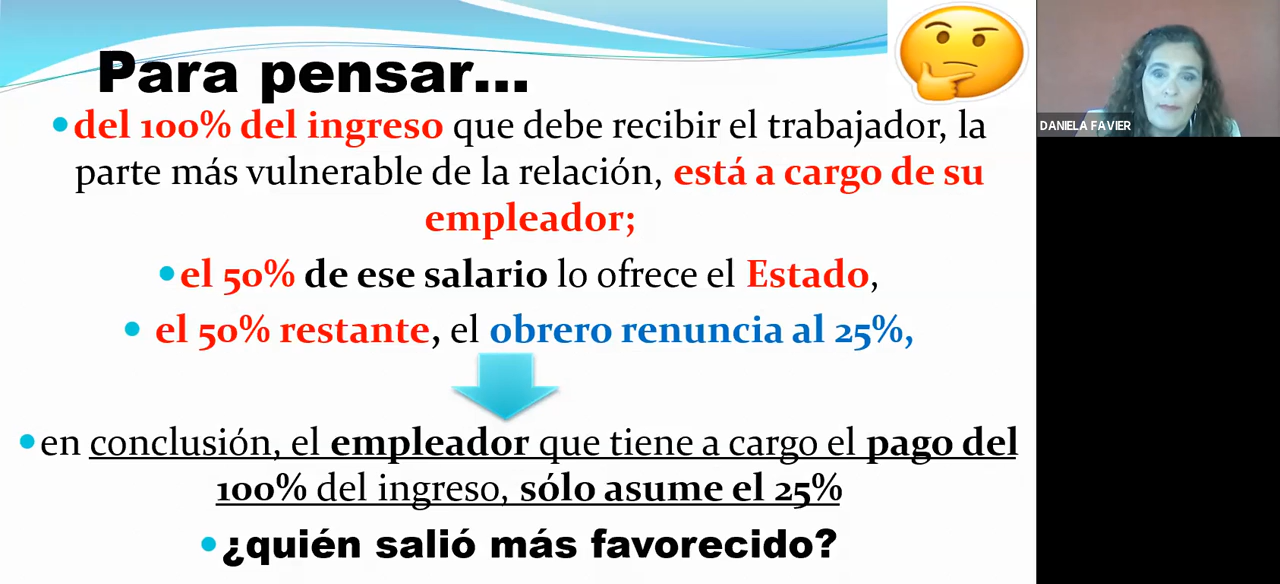 Para pensar...
•del 100% del ingreso que debe recibir el trabajador, la
parte más vulnerable de la relación, está a cargo de su
empleador;
•el 50% de ese salario lo ofrece el Estado,
• el 50% restante, el obrero renuncia al 25%,
•en conclusión, el empleador que tiene a cargo el pago del
100% del ingreso, sólo asume el 25%
•¿quién salió más favorecido?
DANIELA FAVIER